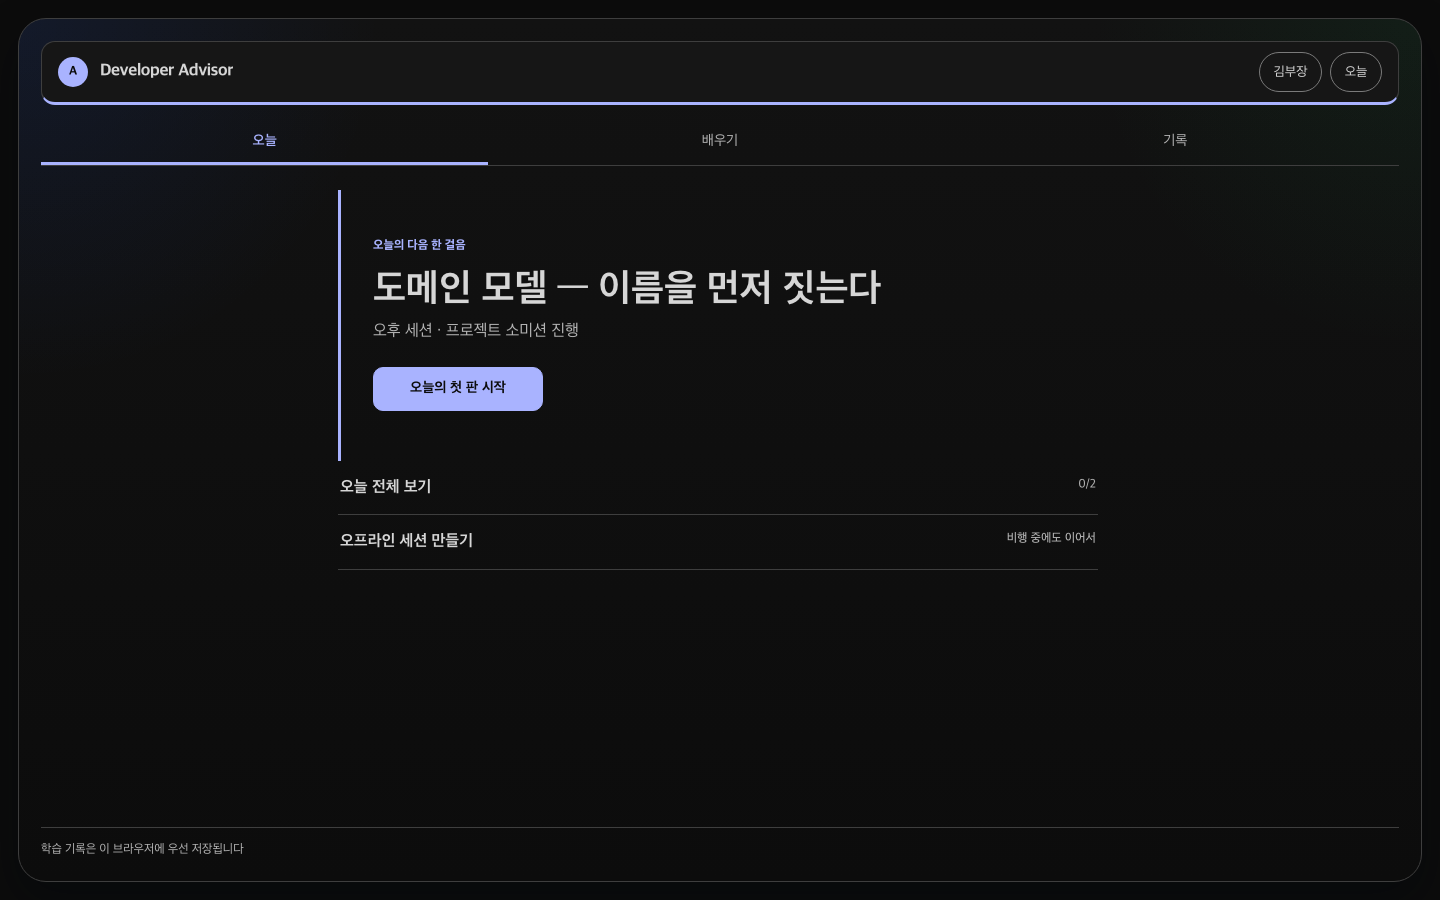 A
Developer Advisor
김부장
오늘
오늘
배우기
기록
오늘의 다음 한 걸음
도메인 모델 — 이름을 먼저 짓는다
오후 세션 · 프로젝트 소미션 진행
오늘의 첫 판 시작
오늘 전체 보기
0/2
오프라인 세션 만들기
비행 중에도 이어서
학습 기록은 이 브라우저에 우선 저장됩니다